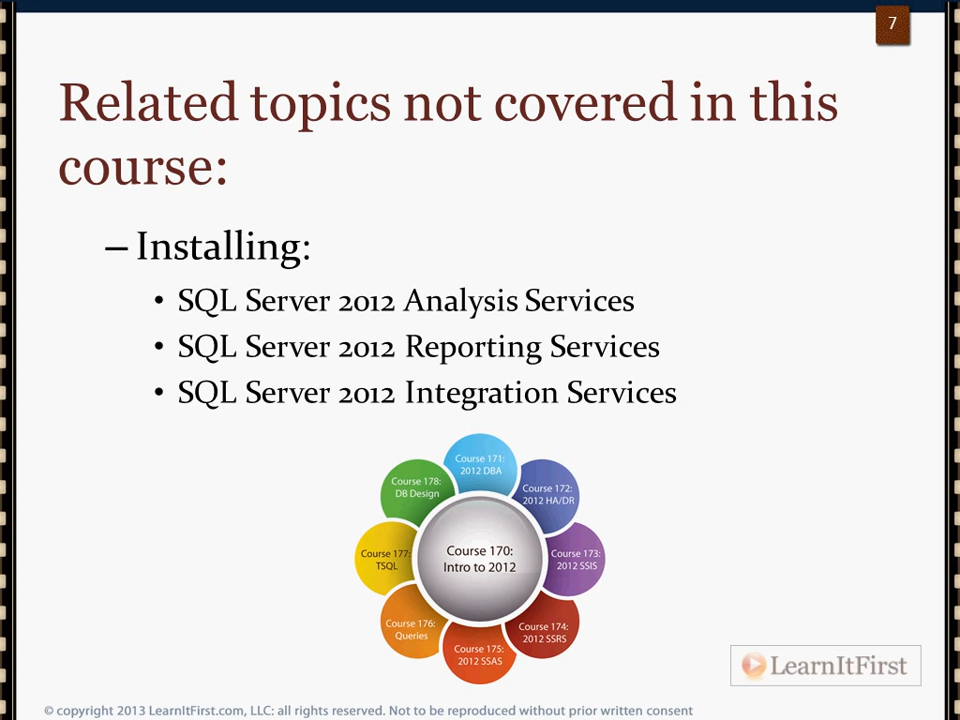 7
Related topics not covered in this
course:
– Installing:
• SQL Server 2012 Analysis Services
• SQL Server 2012 Reporting Services
• SQL Server 2012 Integration Services
Course 171:
2012 DBA
Course 178:
DB Design
Course 172:
2012 HA/DR
Course 177:
TSQL
Course 170:
Intro to 2012
Course 173:
2012 SSIS
Course 176:
Queries
Course 174:
2012 SSRS
Course 175:
2012 SSAS
LearnItFirst
© copyright 2013 LearnItFirst.com, LLC: all rights reserved. Not to be reproduced without prior written consent